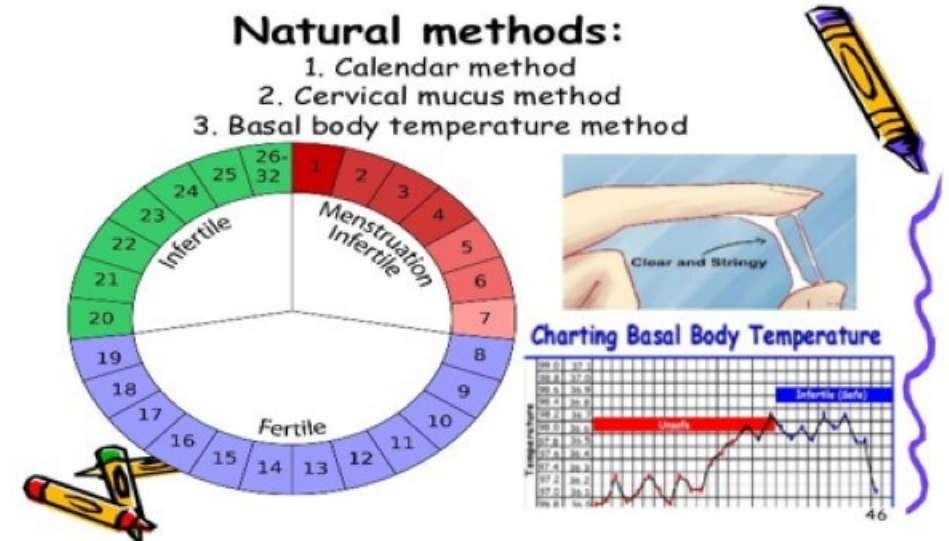 Natural methods:
1. Calendar method
2. Cervical mucus method
3. Basal body temperature method
26-
32
1
2
3
4
5
6
7
8
9
10
11
12
13
14
15
16
17
18
19
20
21
22
23
24
25
Menstruation
Infertile
Infertile
Fertile
Clear and Stringy
Charting Basal Body Temperature
Temperature
Unsafe
Infertile (Safe)
46